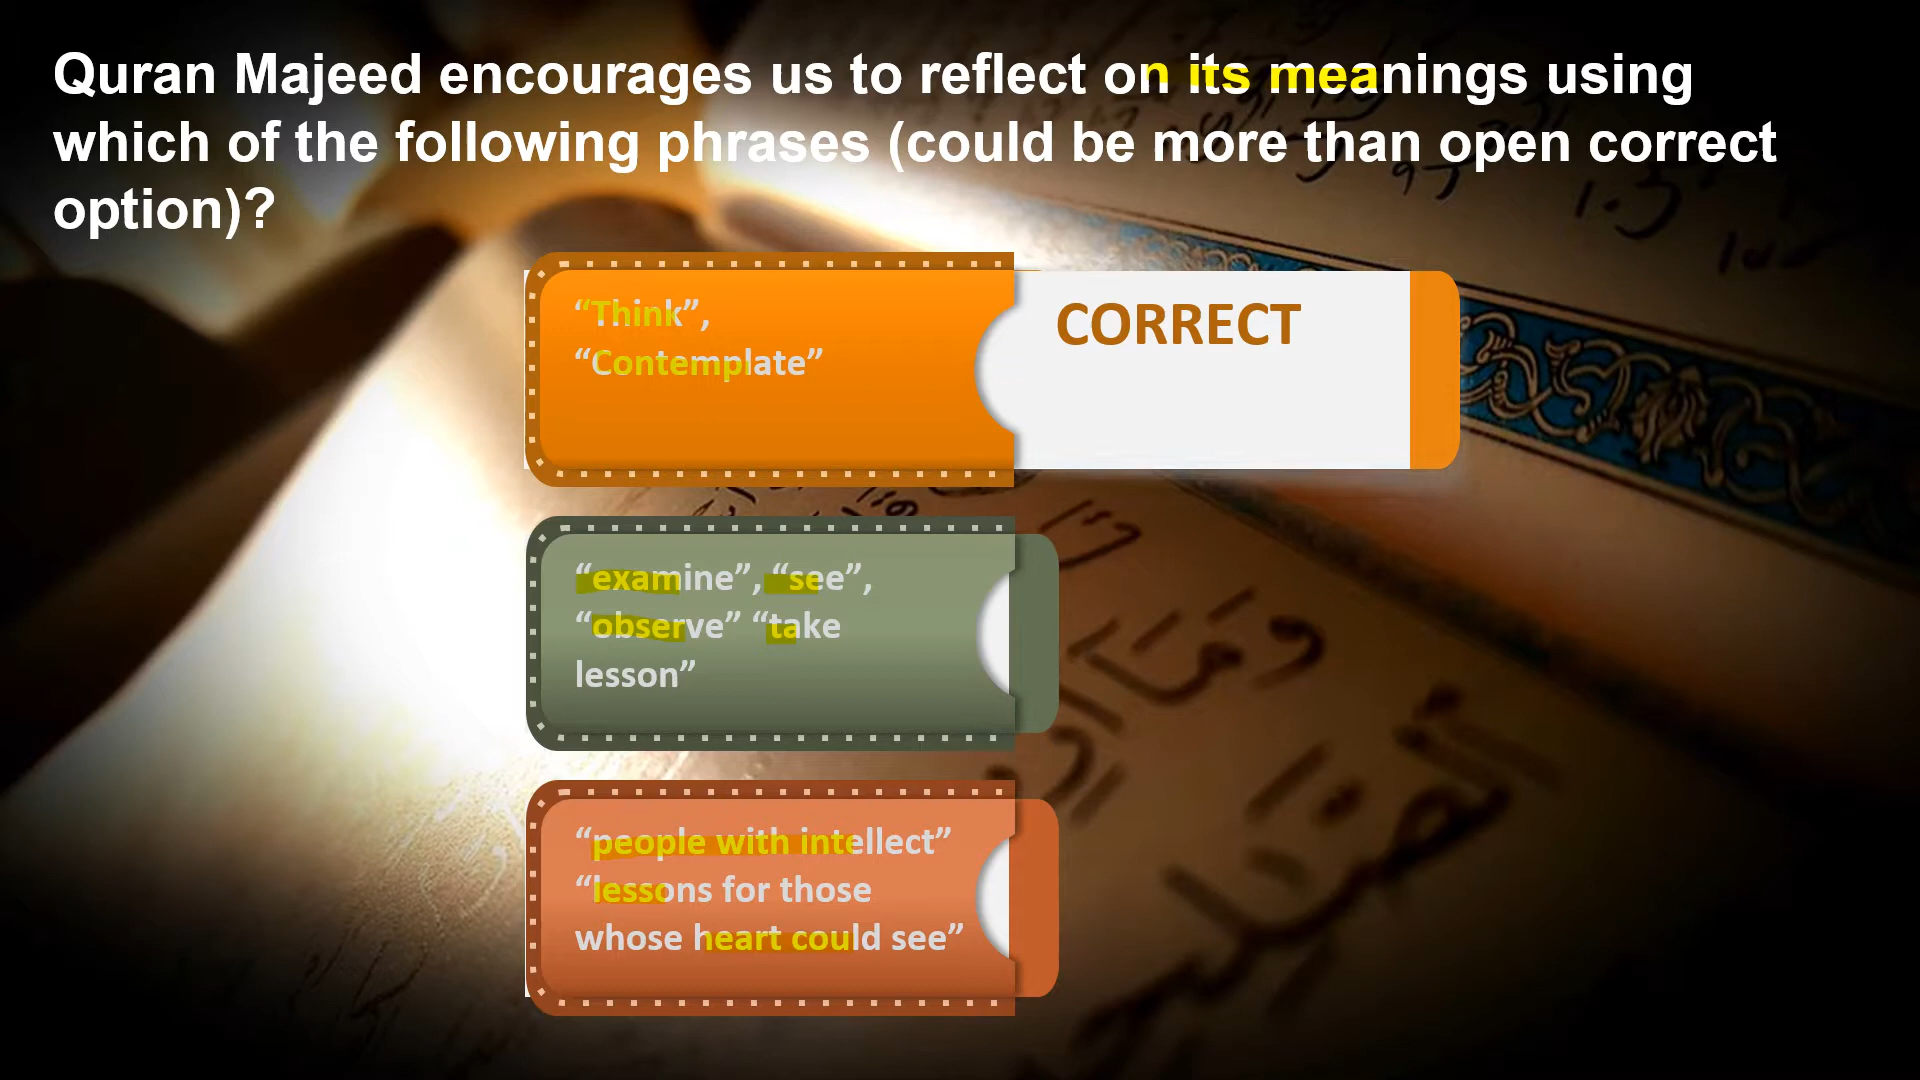 Quran Majeed encourages us to reflect on its meanings using
which of the following phrases (could be more than open correct
option)?
“Think”,
“Contemplate”
CORRECT
“examine”, “see”,
“observe” “take
lesson”
“people with intellect”
“lessons for those
whose heart could see”